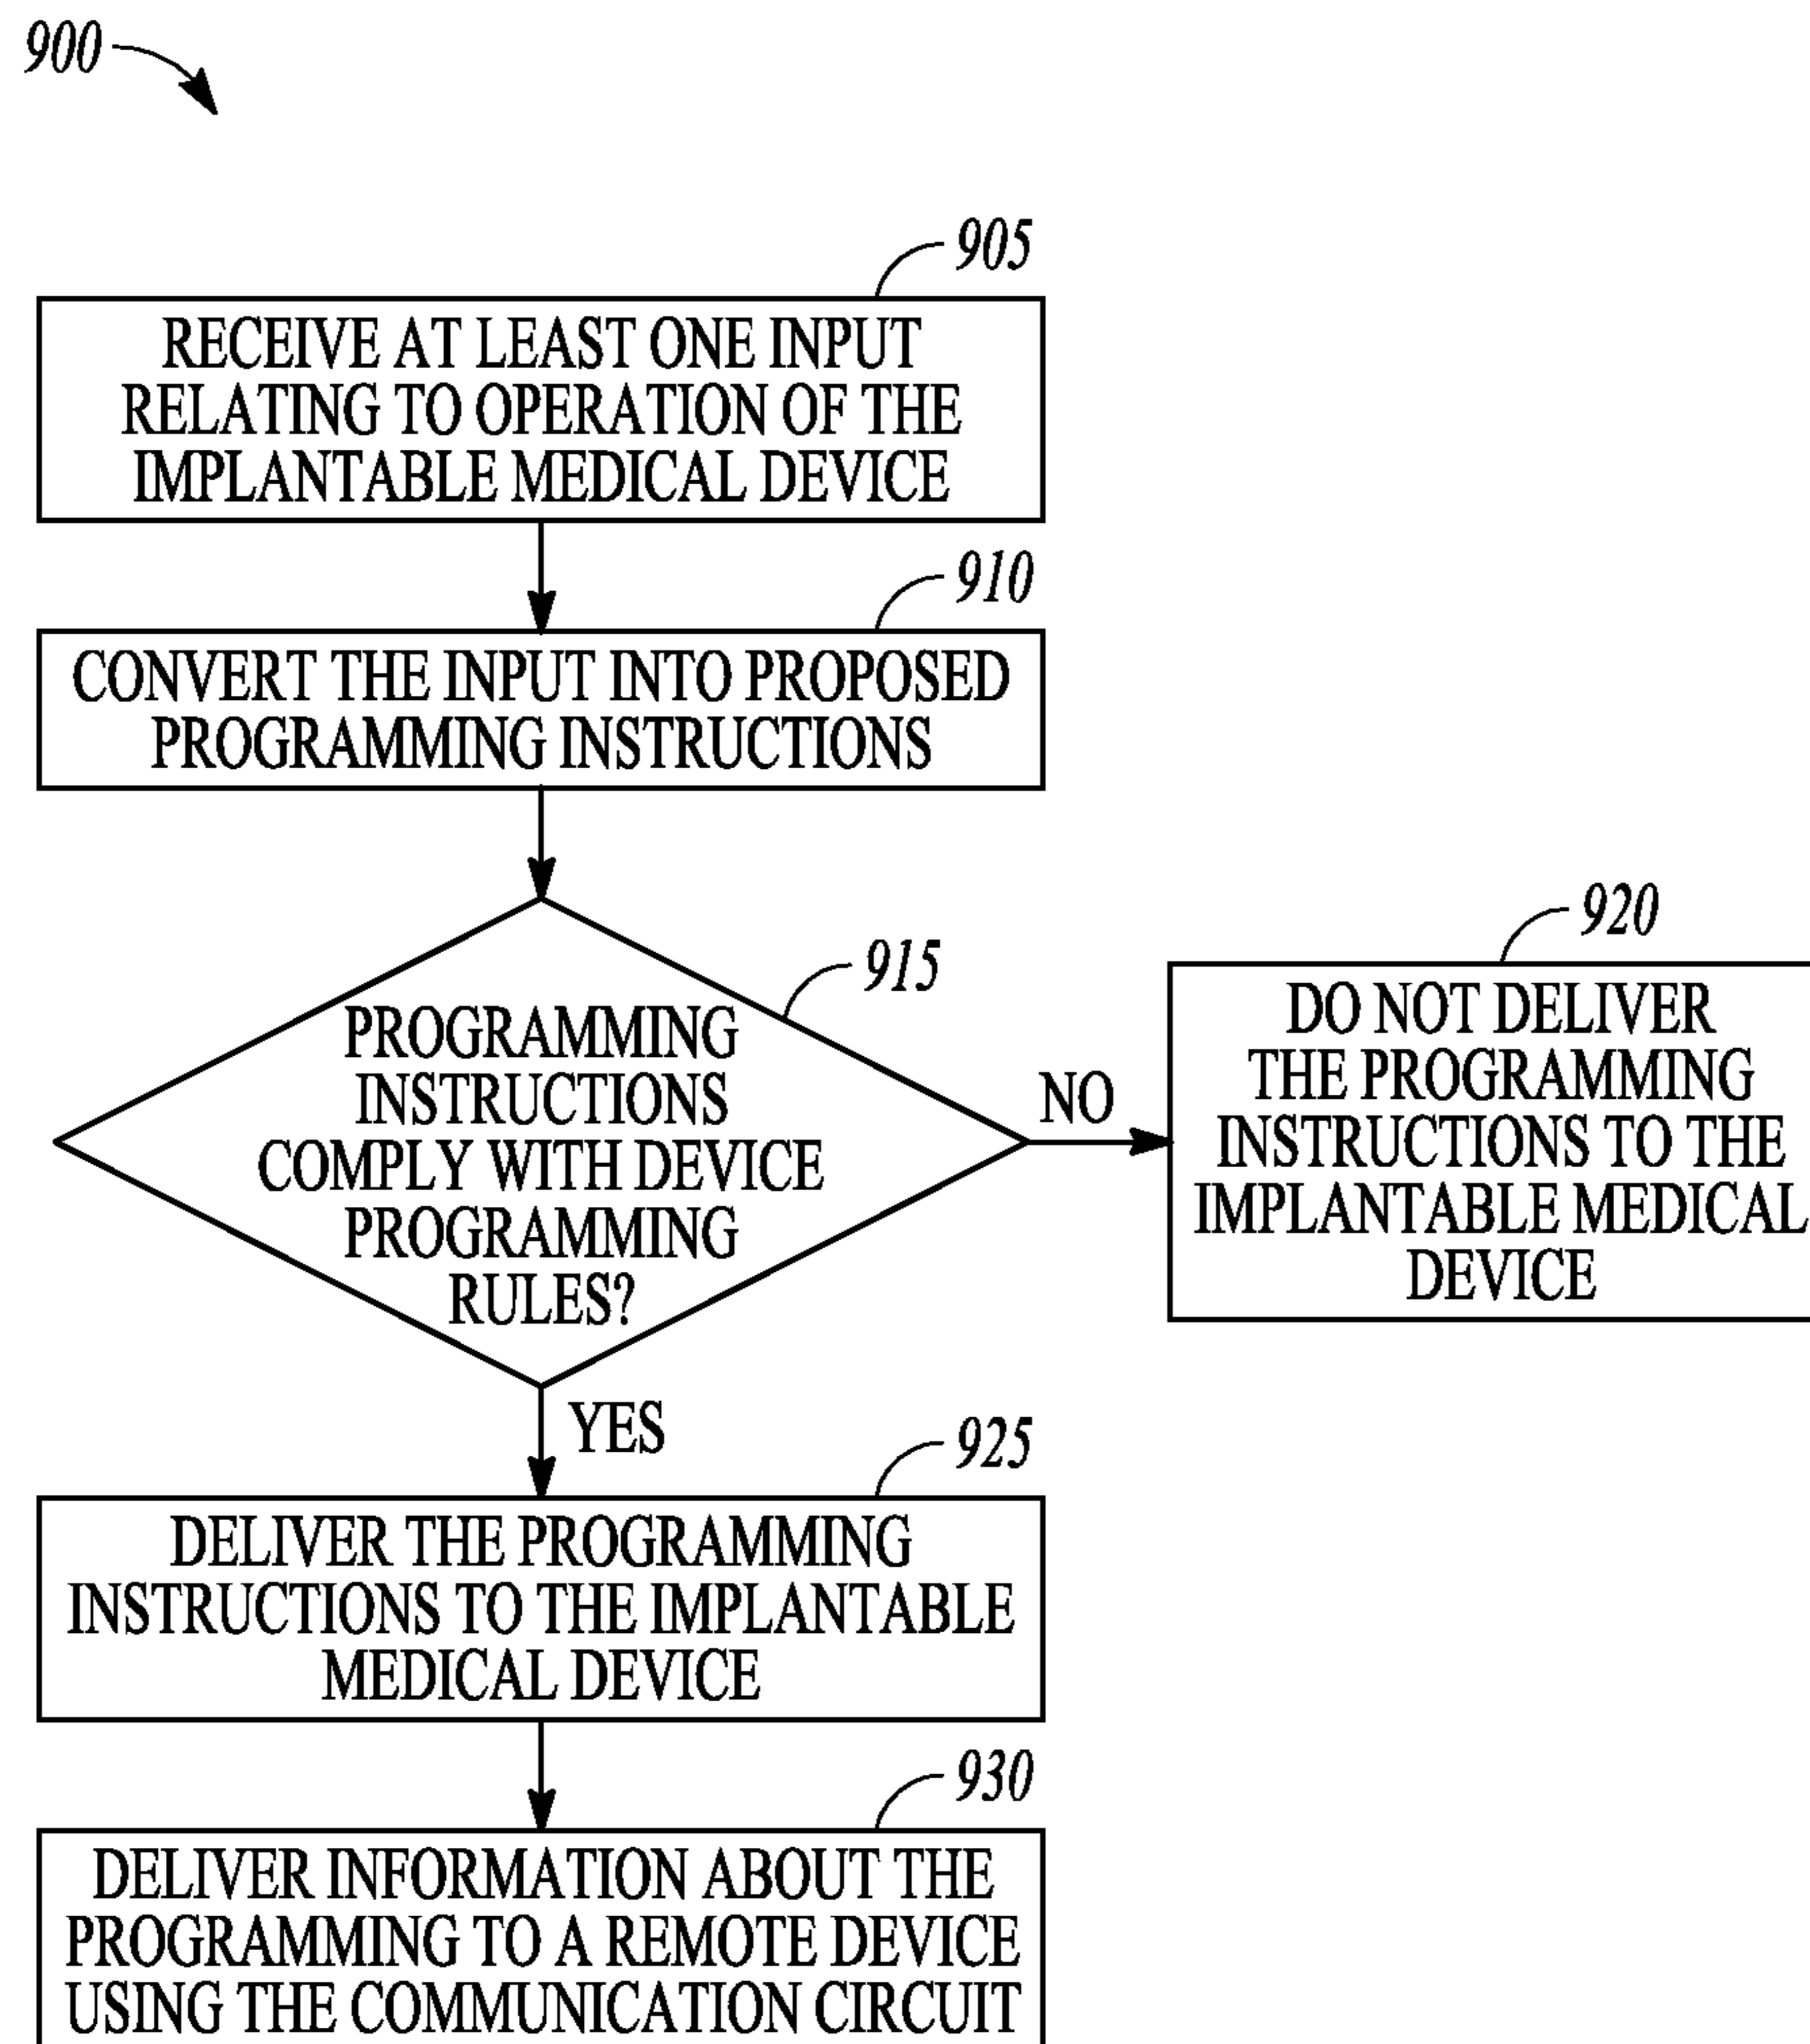 900
905
RECEIVE AT LEAST ONE INPUT
RELATING TO OPERATION OF THE
IMPLANTABLE MEDICAL DEVICE
910
CONVERT THE INPUT INTO PROPOSED
PROGRAMMING INSTRUCTIONS
915
PROGRAMMING
INSTRUCTIONS
COMPLY WITH DEVICE
PROGRAMMING
RULES?
NO
920
DO NOT DELIVER
THE PROGRAMMING
INSTRUCTIONS TO THE
IMPLANTABLE MEDICAL
DEVICE
YES
925
DELIVER THE PROGRAMMING
INSTRUCTIONS TO THE IMPLANTABLE
MEDICAL DEVICE
930
DELIVER INFORMATION ABOUT THE
PROGRAMMING TO A REMOTE DEVICE
USING THE COMMUNICATION CIRCUIT